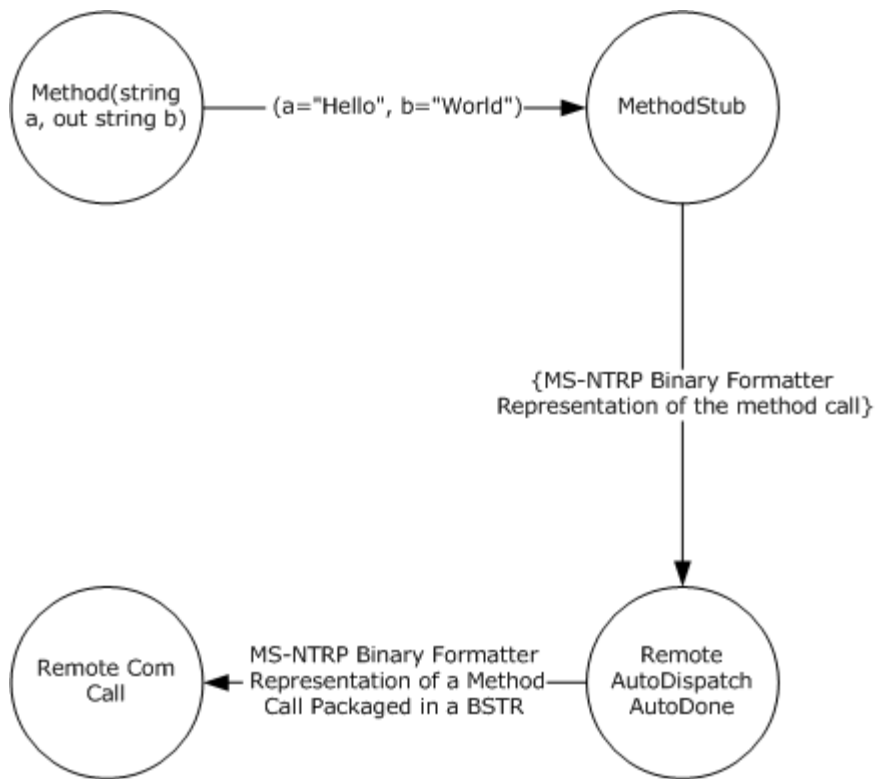 Method(string
a, out string b)
(a="Hello", b="World")
MethodStub
{MS-NTRP Binary Formatter
Representation of the method call}
Remote
AutoDispatch
AutoDone
MS-NTRP Binary Formatter
Representation of a Method
Call Packaged in a BSTR
Remote Com
Call